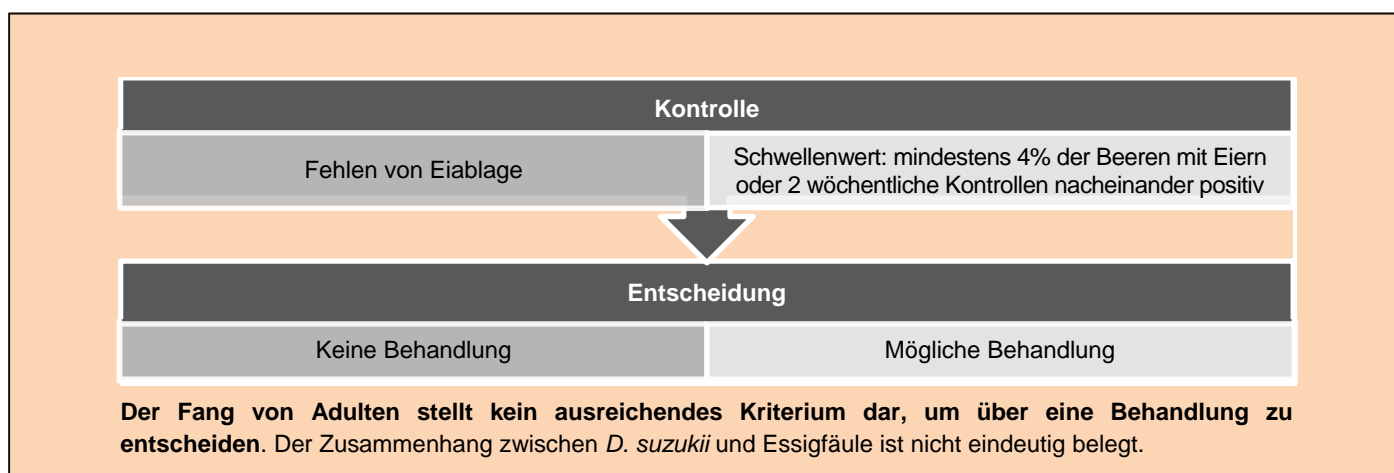 Kontrolle
Fehlen von Eiablage
Schwellenwert: mindestens 4% der Beeren mit Eiern
oder 2 wöchentliche Kontrollen nacheinander positiv
Entscheidung
Keine Behandlung
Mögliche Behandlung
Der Fang von Adulten stellt kein ausreichendes Kriterium dar, um über eine Behandlung zu
entscheiden. Der Zusammenhang zwischen D. suzukii und Essigfäule ist nicht eindeutig belegt.